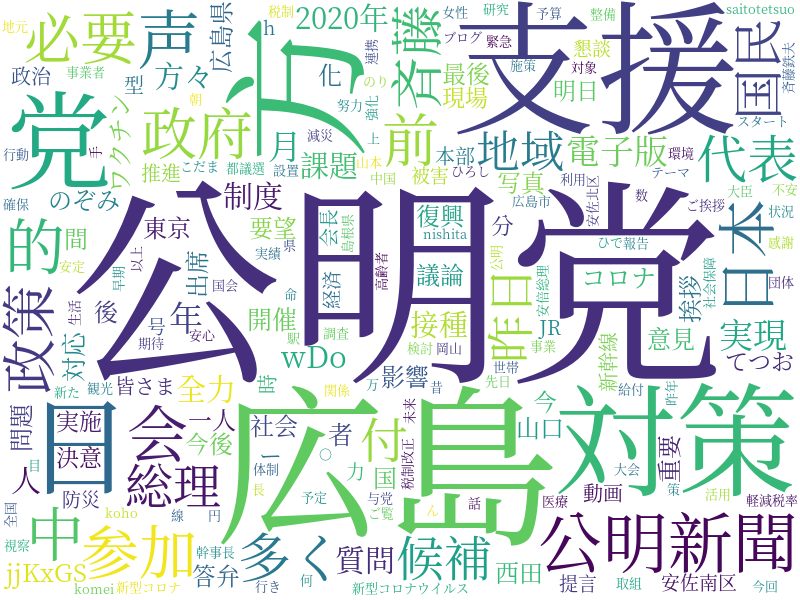 公明党
広島
支援
対策
方
党
日
公明新聞
斉藤
国民
日本
代表
声
必要
政府
政策
的
会
総理
参加
多く
中
候補
付
前
地域
電子版
昨日
実現
課題
月
2020年
広島県
h
化
懇談
最後
現場
明日
女性
研究
予算
整備
saitotetsuo
斉藤鉄夫
税制
地元
政治
事業者
型
方々
ワクチン
朝
連携
ブログ
緊急
施策
対象
スタート
のり
努力
強化
減災
上
山本
中国
都議選
設置
こだま
推進
手
行動
確保
のぞみ
本部
被害
写真
ひろし
利用
テーマ
環境
広島市
安佐北区
数
大臣
不安
ご挨拶
状況
感謝
制度
要望
会長
島根県
復興
nishita
分
議論
経済
高齢者
安倍総理
ひで報告
コロナ
挨拶
社会保障
団体
間
東京
出席
実績
県
国会
以上
早期
安定
生活
対応
後
号
年
開催
命
駅
安心
期待
調査
接種
公明
検討
岡山
JR
意見
新幹線
事業
世帯
先日
給付
昨年
てつお
wDo
影響
時
新た
観光
皆さま
全力
関係
万
昔
未来
今
山口
重要
問題
実施
決意
一人
今後
社会
ー
者
○
力
国
税制改正
与党
ご覧
話
大会
策
活用
軽減税率
人
目
防災
体制
長
予定
ん
医療
動画
全国
視察
jjKxGS
koho
線
円
幹事長
答弁
質問
西田
提言
取組
安佐南区
komei
新型コロナ
行き
何
新型コロナウイルス
今回